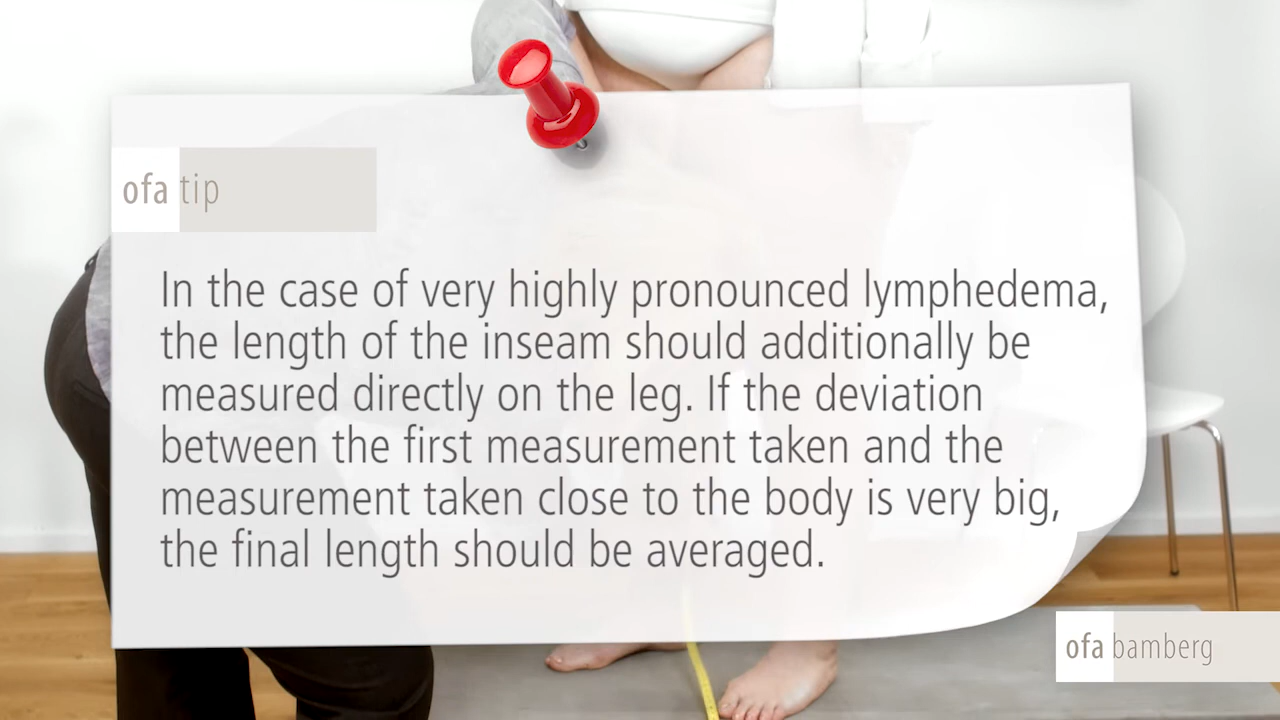 ofa tip
In the case of very highly pronounced lymphedema,
the length of the inseam should additionally be
measured directly on the leg. If the deviation
between the first measurement taken and the
measurement taken close to the body is very big,
the final length should be averaged.
ofa bamberg